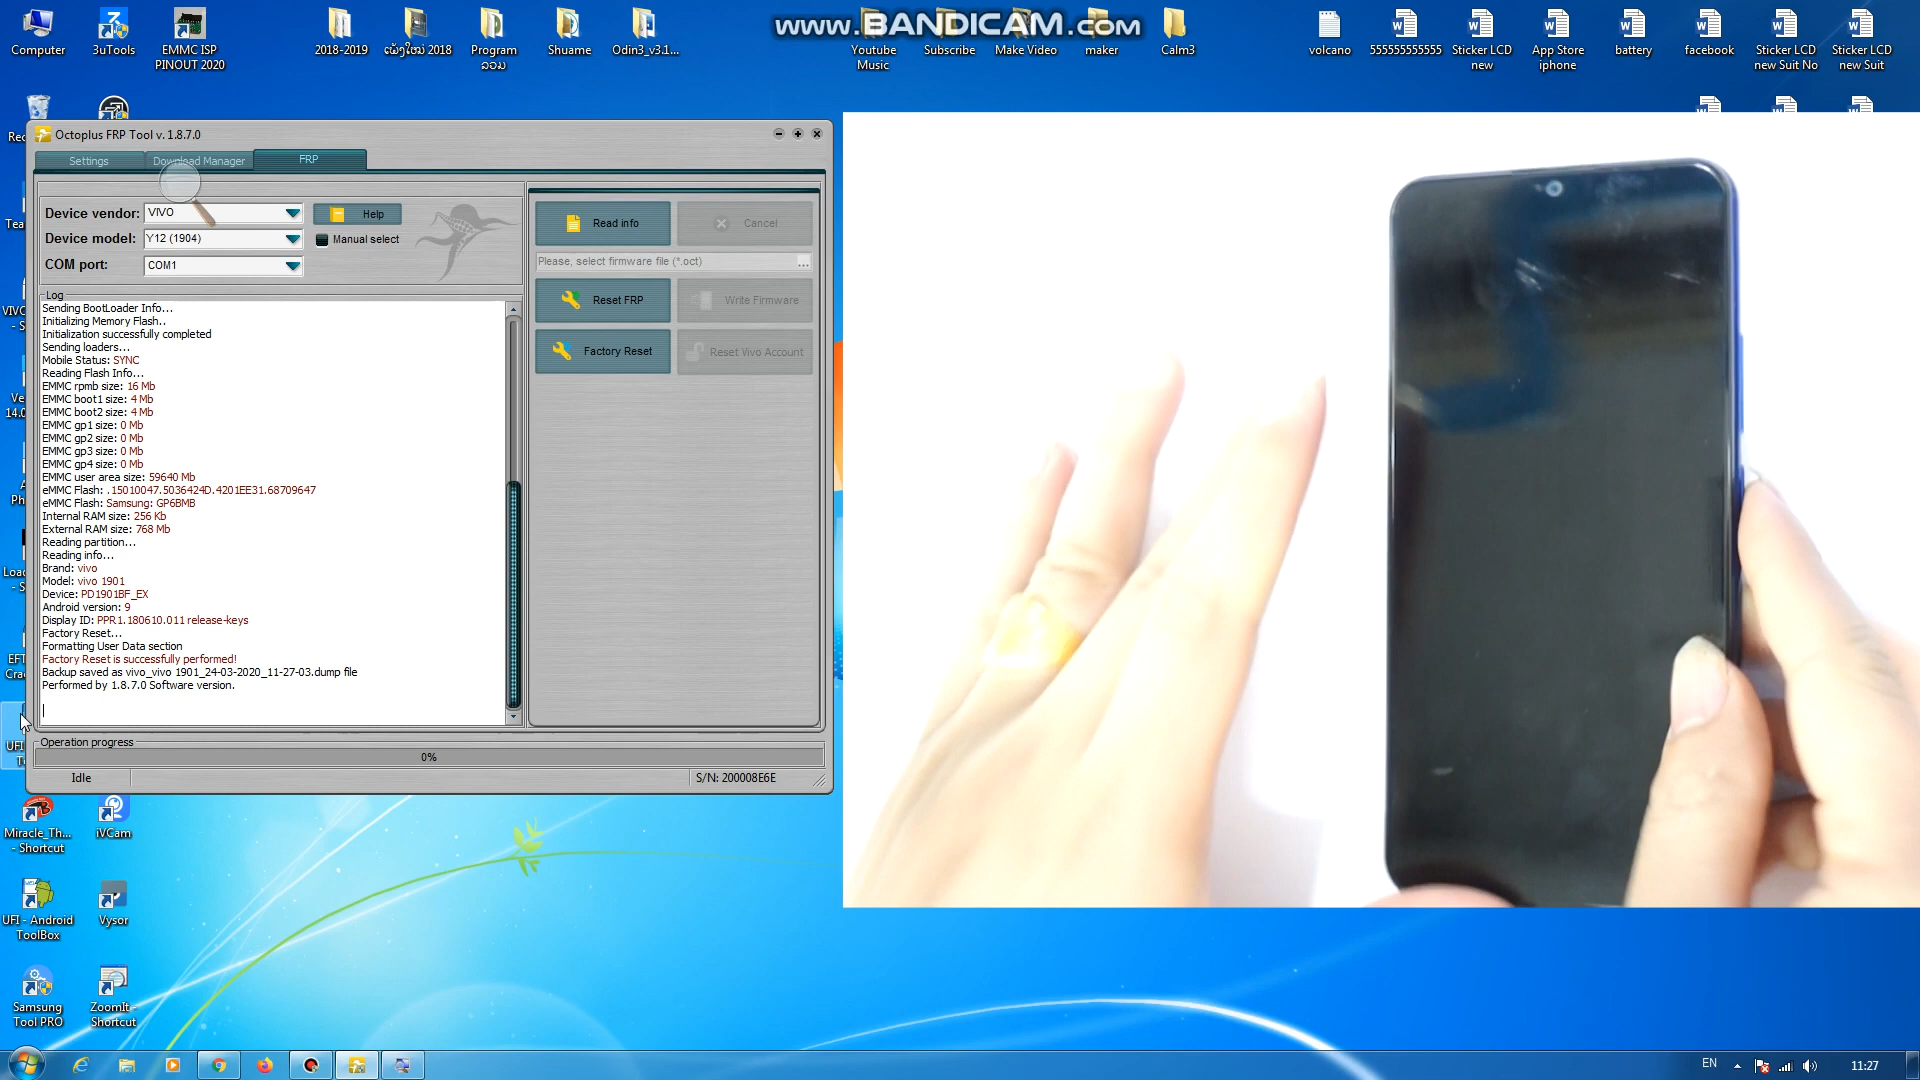 www.BANDICAM.com
Computer
3uTools
EMMC ISP
PINOUT 2020
2018-2019
ເພງໃໝ່ 2018
Program
ລວມ
Shuame
Odin3_v3.1...
Youtube
Music
Subscribe
Make Video
maker
Calm3
volcano
555555555555
Sticker LCD
new
App Store
iphone
battery
facebook
Sticker LCD
new Suit No
Sticker LCD
new Suit
Octoplus FRP Tool v. 1.8.7.0
Settings
Download Manager
FRP
Device vendor:
VIVO
Help
Device model:
Y12 (1904)
Manual select
COM port:
COM1
Read info
Cancel
Please, select firmware file (*.oct)
...
Reset FRP
Write Firmware
Factory Reset
Reset Vivo Account
Log
Sending BootLoader Info...
Initializing Memory Flash..
Initialization successfully completed
Sending loaders...
Mobile Status: SYNC
Reading Flash Info...
EMMC rpmb size: 16 Mb
EMMC boot1 size: 4 Mb
EMMC boot2 size: 4 Mb
EMMC gp1 size: 0 Mb
EMMC gp2 size: 0 Mb
EMMC gp3 size: 0 Mb
EMMC gp4 size: 0 Mb
EMMC user area size: 59640 Mb
eMMC Flash: .15010047.5036424D.4201EE31.68709647
eMMC Flash: Samsung: GP6BMB
Internal RAM size: 256 Kb
External RAM size: 768 Mb
Reading partition...
Reading info...
Brand: vivo
Model: vivo 1901
Device: PD1901BF_EX
Android version: 9
Display ID: PPR1.180610.011 release-keys
Factory Reset...
Formatting User Data section
Factory Reset is successfully performed!
Backup saved as vivo_vivo 1901_24-03-2020_11-27-03.dump file
Performed by 1.8.7.0 Software version.
Operation progress
0%
Idle
S/N: 200008E6E
Miracle_Th...
- Shortcut
iVCam
UFI - Android
ToolBox
Vysor
Samsung
Tool PRO
ZoomIt -
Shortcut
EN
11:27